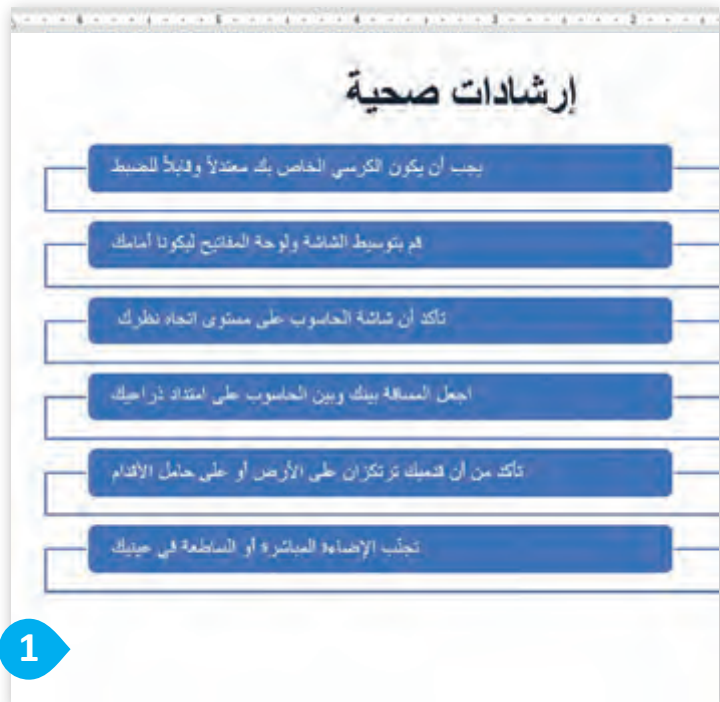 إرشادات صحية
يجب أن يكون الكرسي الخاص بك معتدلاً وقابلاً للضبط
قم بتوسيط الشاشة ولوحة المفاتيح ليكونا أمامك
تأكد أن شاشة الحاسوب على مستوى اتجاه نظرك
اجعل المسافة بينك وبين الحاسوب على امتداد ذراعيك
تأكد من أن قدميك ترتكزان على الأرض أو على حامل الأقدام
تجنّب الإضاءة المباشرة أو الساطعة في عينيك
1